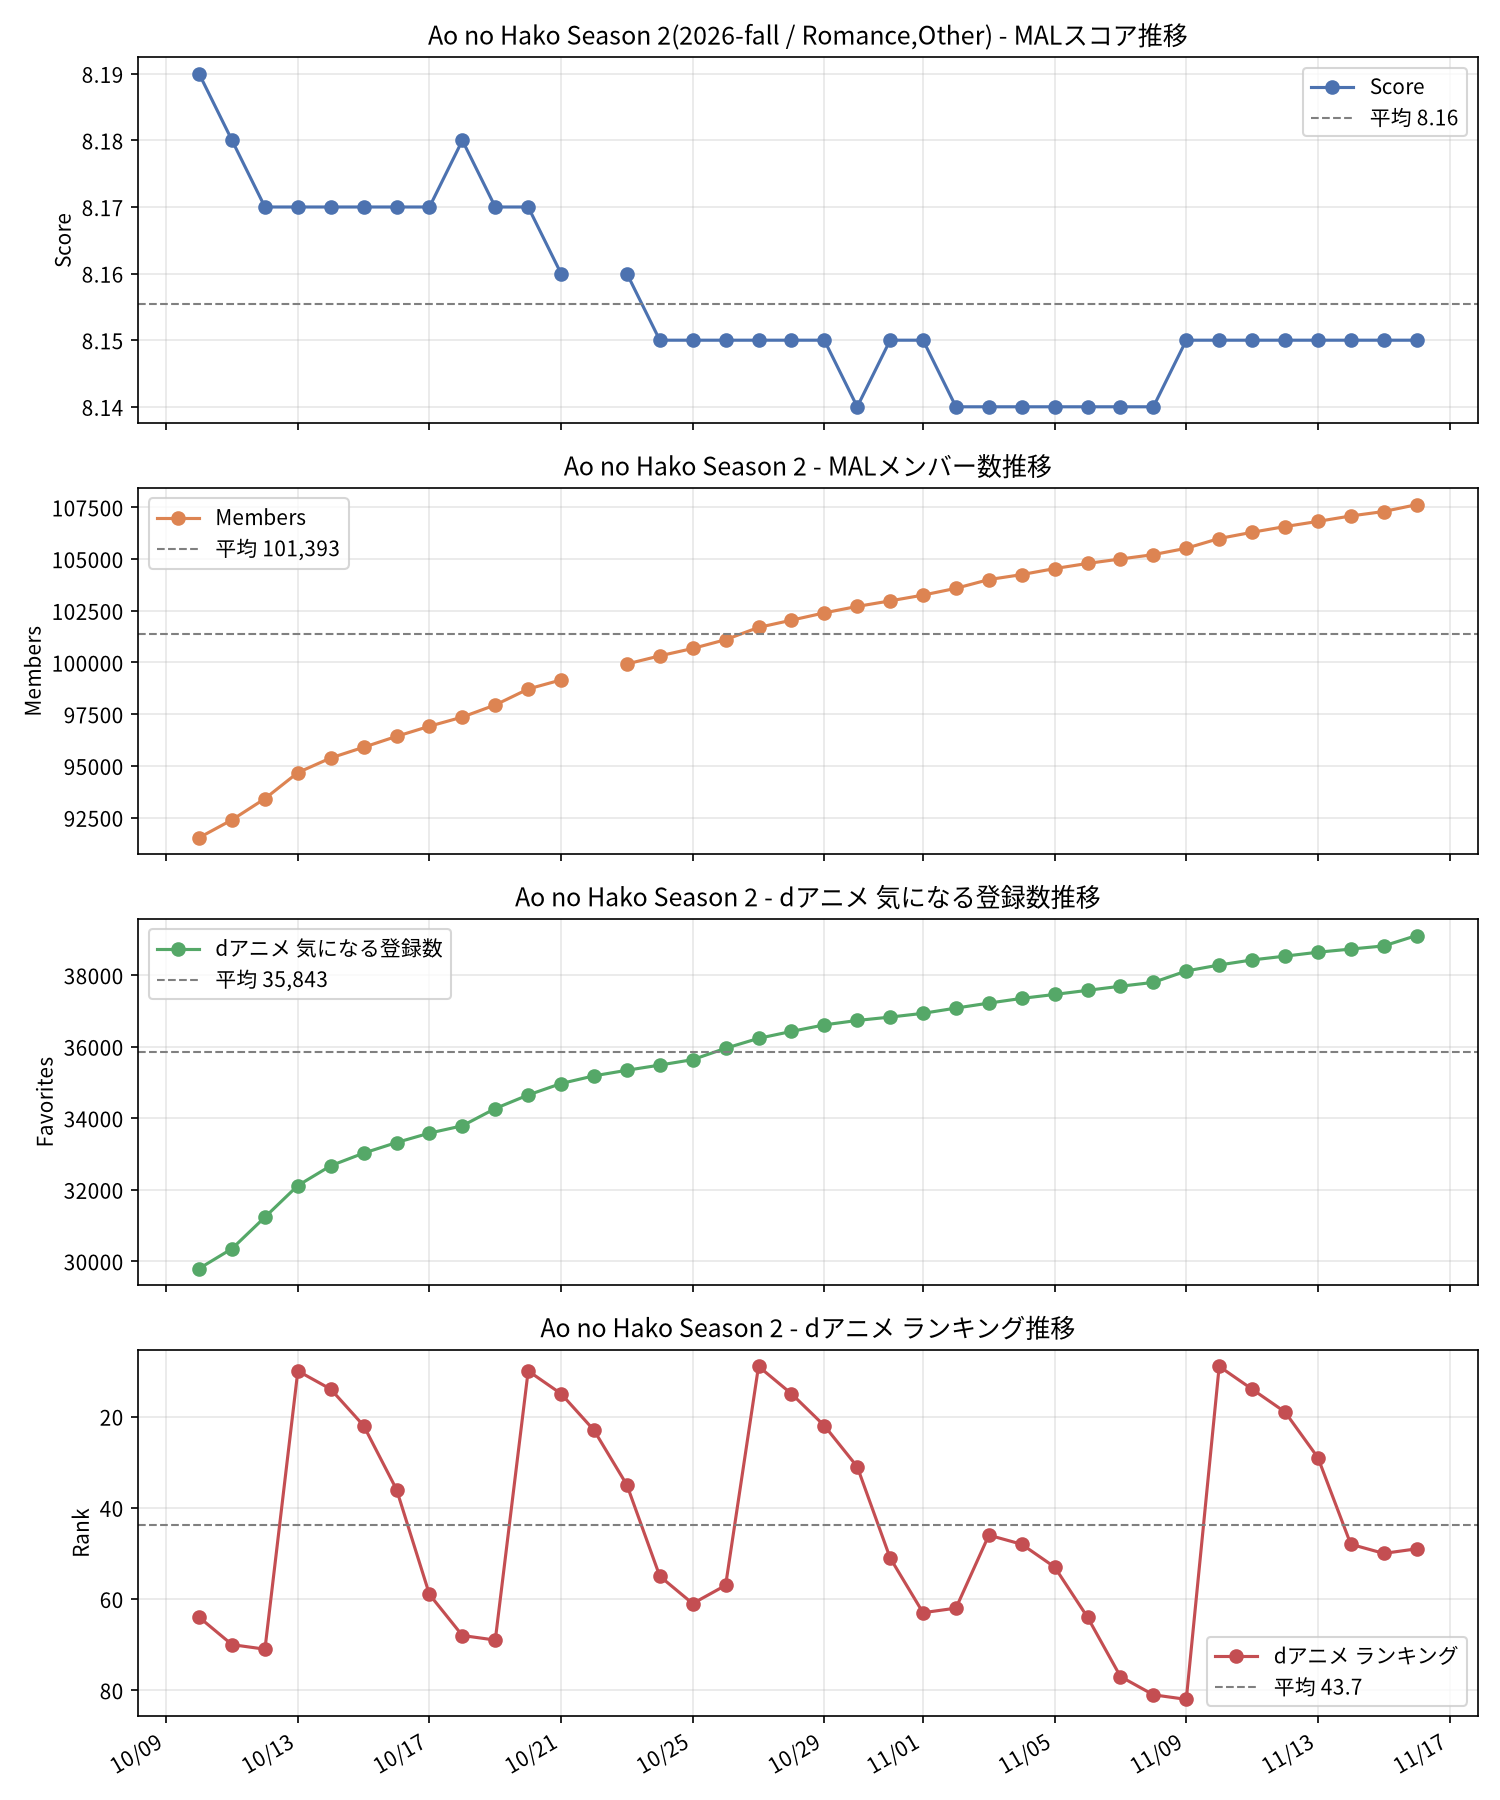 Ao no Hako Season 2(2026-fall / Romance,Other) - MALスコア推移
Score
8.19
8.18
8.17
8.16
8.15
8.14
Score
平均 8.16
Ao no Hako Season 2 - MALメンバー数推移
Members
107500
105000
102500
100000
97500
95000
92500
Members
平均 101,393
Ao no Hako Season 2 - dアニメ 気になる登録数推移
Favorites
38000
36000
34000
32000
30000
dアニメ 気になる登録数
平均 35,843
Ao no Hako Season 2 - dアニメ ランキング推移
Rank
20
40
60
80
dアニメ ランキング
平均 43.7
10/09
10/13
10/17
10/21
10/25
10/29
11/01
11/05
11/09
11/13
11/17